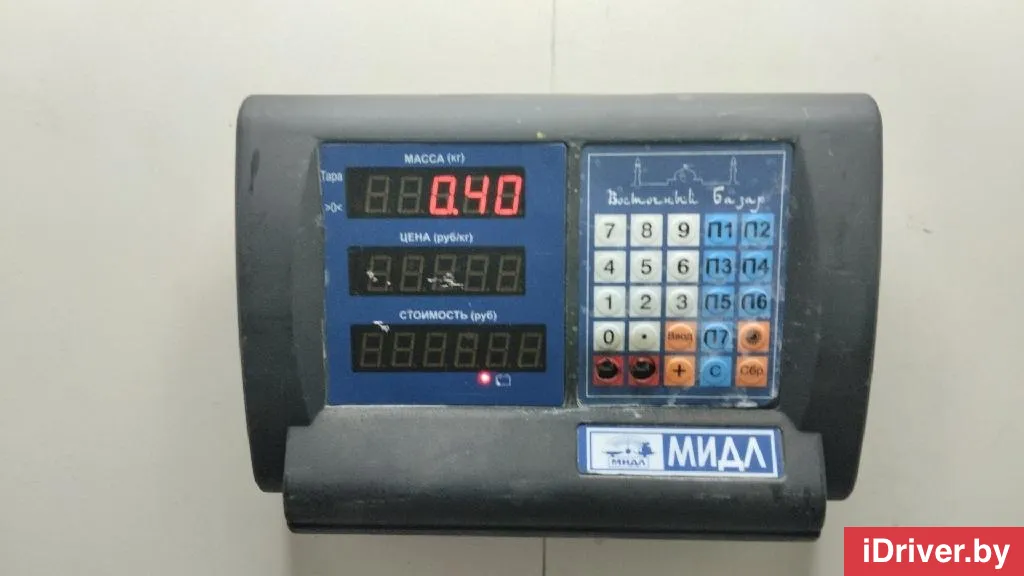 МАССА (кг)
Тара
0.40
>0<
ЦЕНА (руб/кг)
СТОИМОСТЬ (руб)
Восточный Базар
7 8 9 П1 П2
4 5 6 П3 П4
1 2 3 П5 П6
0 . Ввод П7
+ С Сбр.
МИДЛ МИДЛ
iDriver.by